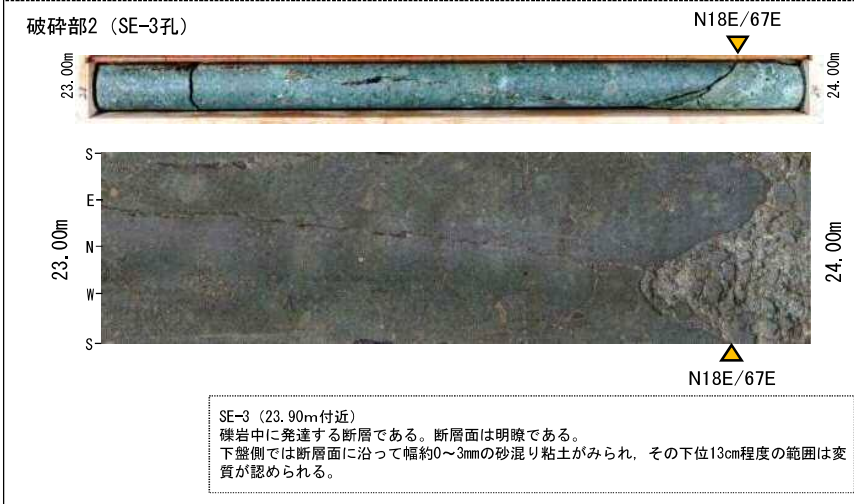 破砕部2（SE-3孔）
N18E/67E
23.00m
24.00m
S
E
N
W
S
23.00m
24.00m
N18E/67E
SE-3（23.90m付近）
礫岩中に発達する断層である。断層面は明瞭である。
下盤側では断層面に沿って幅約0～3mmの砂混り粘土がみられ，その下位13cm程度の範囲は変
質が認められる。